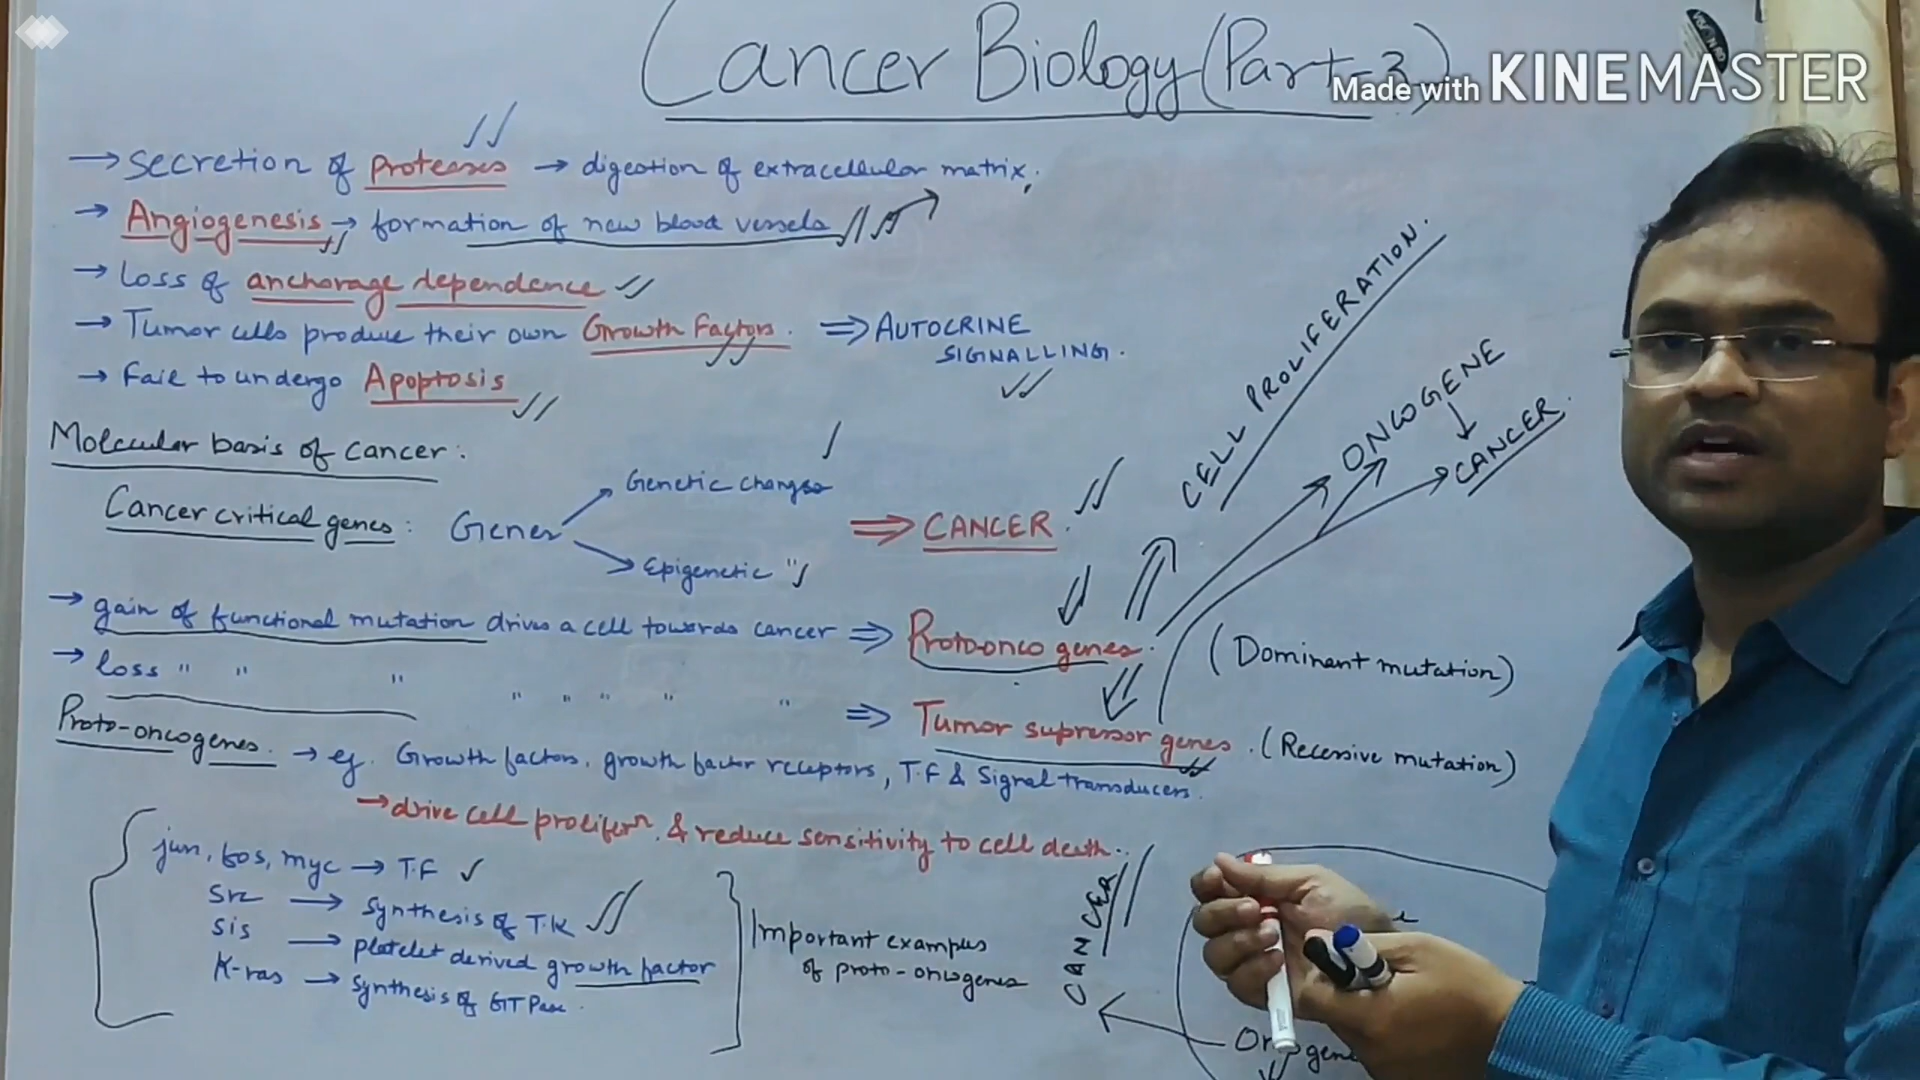 Cancer Biology (Part-3)
Made with KINEMASTER
→ Secretion of Proteases → digestion of extracellular matrix.
→ Angiogenesis → formation of new blood vessels
→ Loss of anchorage dependence
→ Tumor cells produce their own Growth Factors. ⇒ AUTOCRINE
SIGNALLING.
→ Fail to undergo Apoptosis
CELL PROLIFERATION.
ONCOGENE
↓
CANCER.
Molecular basis of cancer:
Cancer critical genes: Genes
Genetic changes
Epigenetic "
⇒ CANCER.
→ gain of functional mutation drives a cell towards cancer ⇒ Proto-onco genes.
(Dominant mutation)
→ loss " " " " " " " " ⇒ Tumor supressor genes. (Recessive mutation)
Proto-oncogenes. → eg. Growth factors, growth factor receptors, T.F & Signal transducers.
→ drive cell prolifern. & reduce sensitivity to cell death.
jun, fos, myc → T.F
Src → Synthesis of T.K
Sis → platelet derived growth factor
K-ras → Synthesis of GTPase.
Important examples
of proto-oncogenes
CANCER